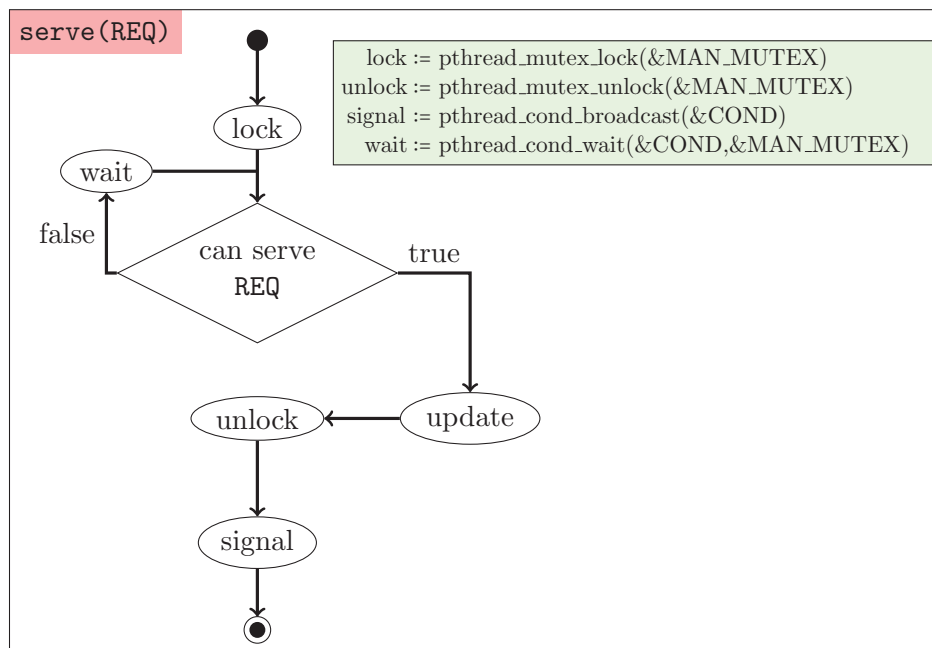 serve(REQ)
lock := pthread_mutex_lock(&MAN_MUTEX)
unlock := pthread_mutex_unlock(&MAN_MUTEX)
signal := pthread_cond_broadcast(&COND)
wait := pthread_cond_wait(&COND,&MAN_MUTEX)
lock
wait
false
can serve
REQ
true
unlock
update
signal